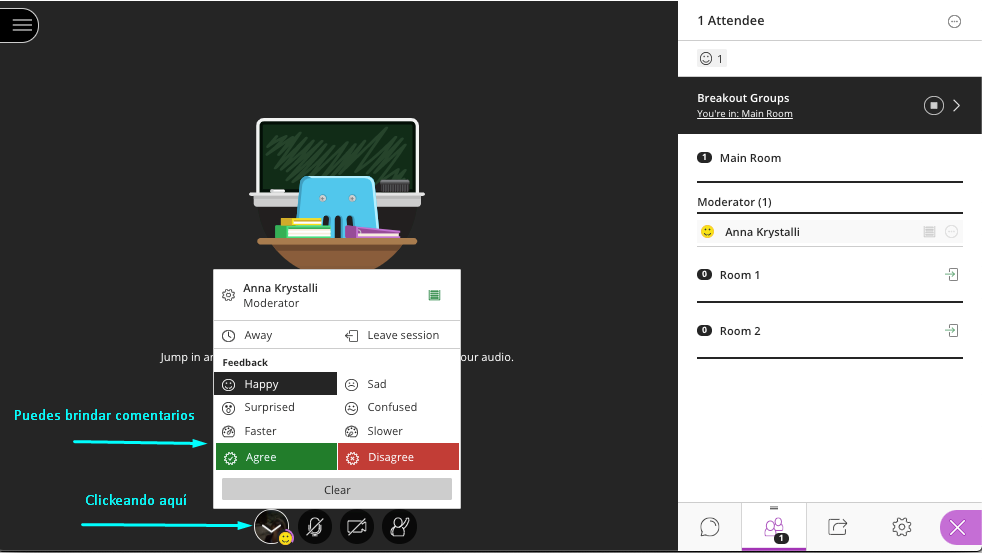 1 Attendee
1
Breakout Groups
You're in: Main Room
1 Main Room
Moderator (1)
Anna Krystalli
0 Room 1
0 Room 2
Anna Krystalli
Moderator
Away Leave session
Jump in ar
our audio.
Feedback
Happy Sad
Surprised Confused
Faster Slower
Agree Disagree
Clear
Puedes brindar comentarios
Clickeando aquí
1